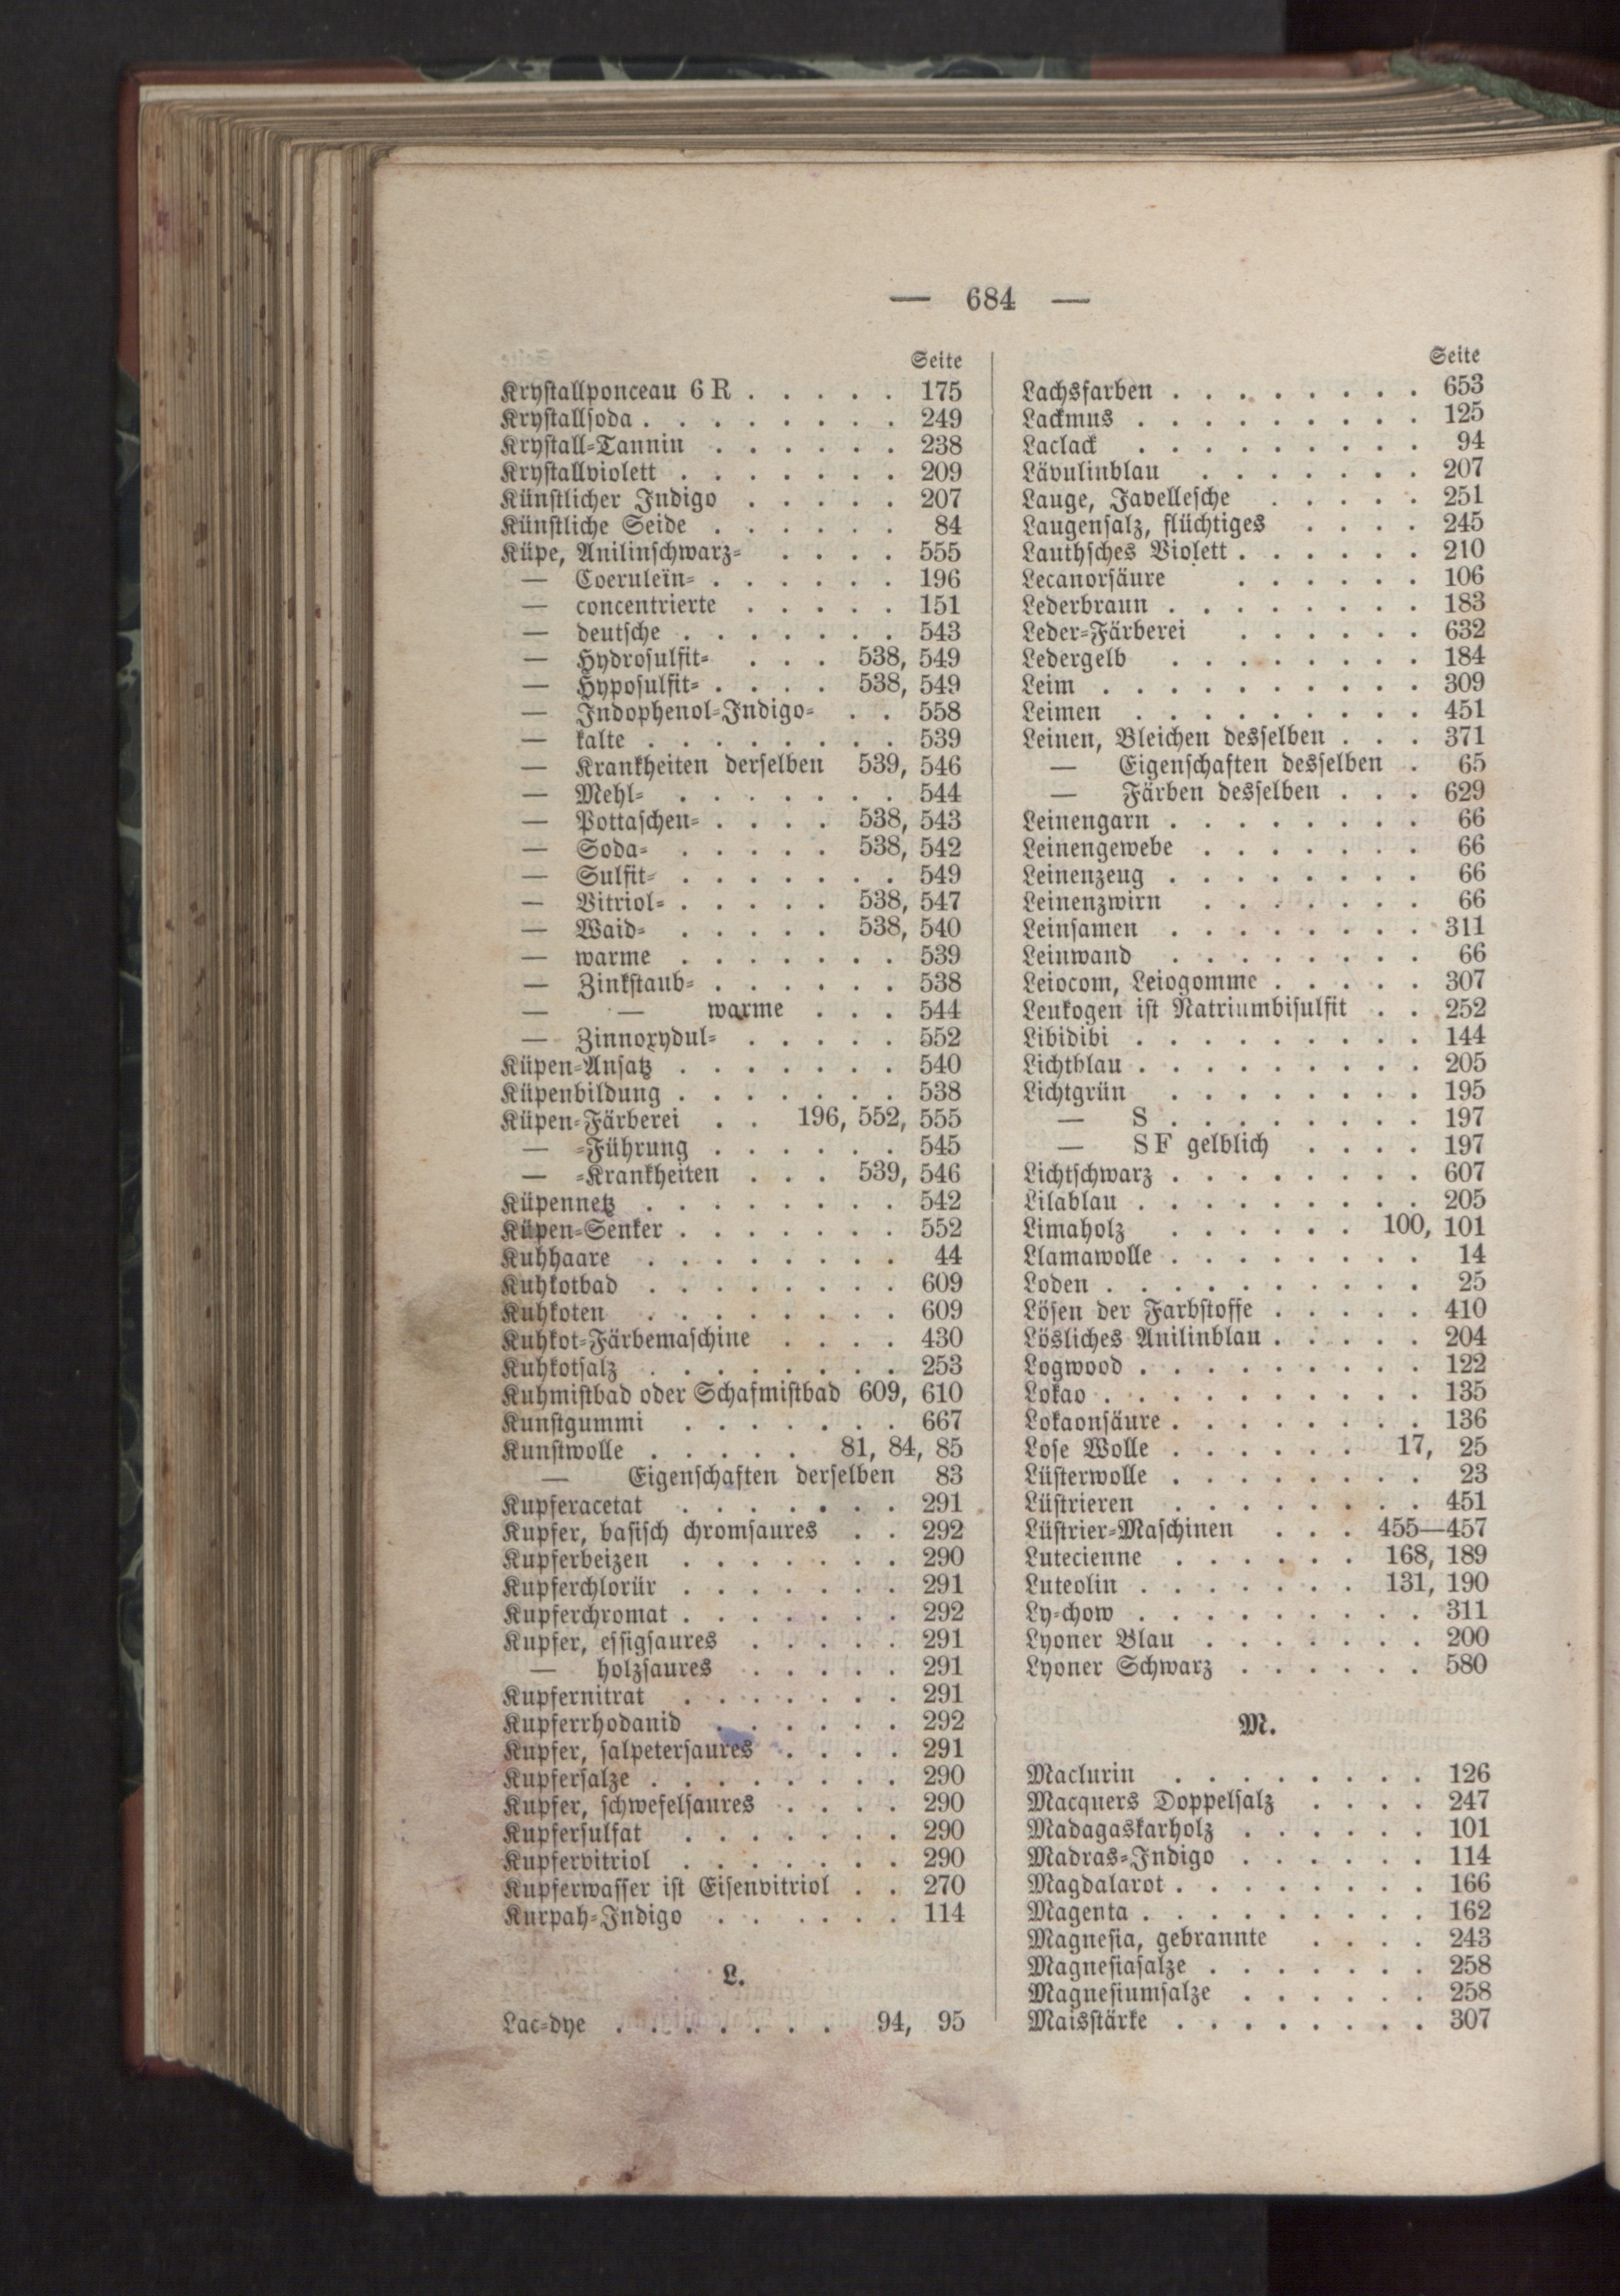 — 684 —
Seite
Krystallponceau 6 R . . . . . 175
Krystallsoda . . . . . . . . 249
Krystall-Tannin . . . . . . 238
Krystallviolett . . . . . . . 209
Künstlicher Indigo . . . . . 207
Künstliche Seide . . . . . . 84
Küpe, Anilinschwarz- . . . . 555
— Coeruleïn- . . . . . . 196
— concentrierte . . . . . 151
— deutsche . . . . . . . 543
— Hydrosulfit- . . . 538, 549
— Hyposulfit- . . . . 538, 549
— Indophenol-Indigo- . . 558
— kalte . . . . . . . . 539
— Krankheiten derselben 539, 546
— Mehl- . . . . . . . 544
— Pottaschen- . . . . 538, 543
— Soda- . . . . . 538, 542
— Sulfit- . . . . . . . 549
— Vitriol- . . . . . 538, 547
— Waid- . . . . . 538, 540
— warme . . . . . . . 539
— Zinkstaub- . . . . . . 538
— — warme . . . 544
— Zinnoxydul- . . . . . 552
Küpen-Ansatz . . . . . . . 540
Küpenbildung . . . . . . . 538
Küpen-Färberei . . 196, 552, 555
— -Führung . . . . . . 545
— -Krankheiten . . . 539, 546
Küpennetz . . . . . . . . 542
Küpen-Senker . . . . . . . 552
Kuhhaare . . . . . . . . 44
Kuhkotbad . . . . . . . . 609
Kuhkoten . . . . . . . . 609
Kuhkot-Färbemaschine . . . . 430
Kuhkotsalz . . . . . . . . 253
Kuhmistbad oder Schafmistbad 609, 610
Kunstgummi . . . . . . . 667
Kunstwolle . . . . . 81, 84, 85
— Eigenschaften derselben 83
Kupferacetat . . . . . . . 291
Kupfer, basisch chromsaures . . 292
Kupferbeizen . . . . . . . 290
Kupferchlorür . . . . . . . 291
Kupferchromat . . . . . . . 292
Kupfer, essigsaures . . . . . 291
— holzsaures . . . . . 291
Kupfernitrat . . . . . . . 291
Kupferrhodanid . . . . . . 292
Kupfer, salpetersaures . . . . 291
Kupfersalze . . . . . . . . 290
Kupfer, schwefelsaures . . . . 290
Kupfersulfat . . . . . . . 290
Kupfervitriol . . . . . . . 290
Kupferwasser ist Eisenvitriol . . 270
Kurpah-Indigo . . . . . . 114
L.
Lac-dye . . . . . . . 94, 95
Seite
Lachsfarben . . . . . . . . 653
Lackmus . . . . . . . . . 125
Laclack . . . . . . . . . 94
Lävulinblau . . . . . . . 207
Lauge, Javellesche . . . . . 251
Laugensalz, flüchtiges . . . . 245
Lauthsches Violett . . . . . . 210
Lecanorsäure . . . . . . 106
Lederbraun . . . . . . . . 183
Leder-Färberei . . . . . . 632
Ledergelb . . . . . . . . 184
Leim . . . . . . . . . . 309
Leimen . . . . . . . . . 451
Leinen, Bleichen desselben . . . 371
— Eigenschaften desselben . 65
— Färben desselben . . . 629
Leinengarn . . . . . . . . 66
Leinengewebe . . . . . . . 66
Leinenzeug . . . . . . . . 66
Leinenzwirn . . . . . . . 66
Leinsamen . . . . . . . . 311
Leinwand . . . . . . . . 66
Leiocom, Leiogomme . . . . . 307
Leukogen ist Natriumbisulfit . . 252
Libidibi . . . . . . . . . 144
Lichtblau . . . . . . . . . 205
Lichtgrün . . . . . . . . 195
— S . . . . . . . . 197
— S F gelblich . . . . 197
Lichtschwarz . . . . . . . . 607
Lilablau . . . . . . . . . 205
Limaholz . . . . . . 100, 101
Llamawolle . . . . . . . . 14
Loden . . . . . . . . . . 25
Lösen der Farbstoffe . . . . . 410
Lösliches Anilinblau . . . . . 204
Logwood . . . . . . . . . 122
Lokao . . . . . . . . . . 135
Lokaonsäure . . . . . . . . 136
Lose Wolle . . . . . . 17, 25
Lüsterwolle . . . . . . . . 23
Lüstrieren . . . . . . . . 451
Lüstrier-Maschinen . . . 455—457
Lutecienne . . . . . . 168, 189
Luteolin . . . . . . . 131, 190
Ly-chow . . . . . . . . . 311
Lyoner Blau . . . . . . . 200
Lyoner Schwarz . . . . . . 580
M.
Maclurin . . . . . . . . 126
Macquers Doppelsalz . . . . 247
Madagaskarholz . . . . . . 101
Madras-Indigo . . . . . . 114
Magdalarot . . . . . . . . 166
Magenta . . . . . . . . . 162
Magnesia, gebrannte . . . . 243
Magnesiasalze . . . . . . . 258
Magnesiumsalze . . . . . . 258
Maisstärke . . . . . . . . 307